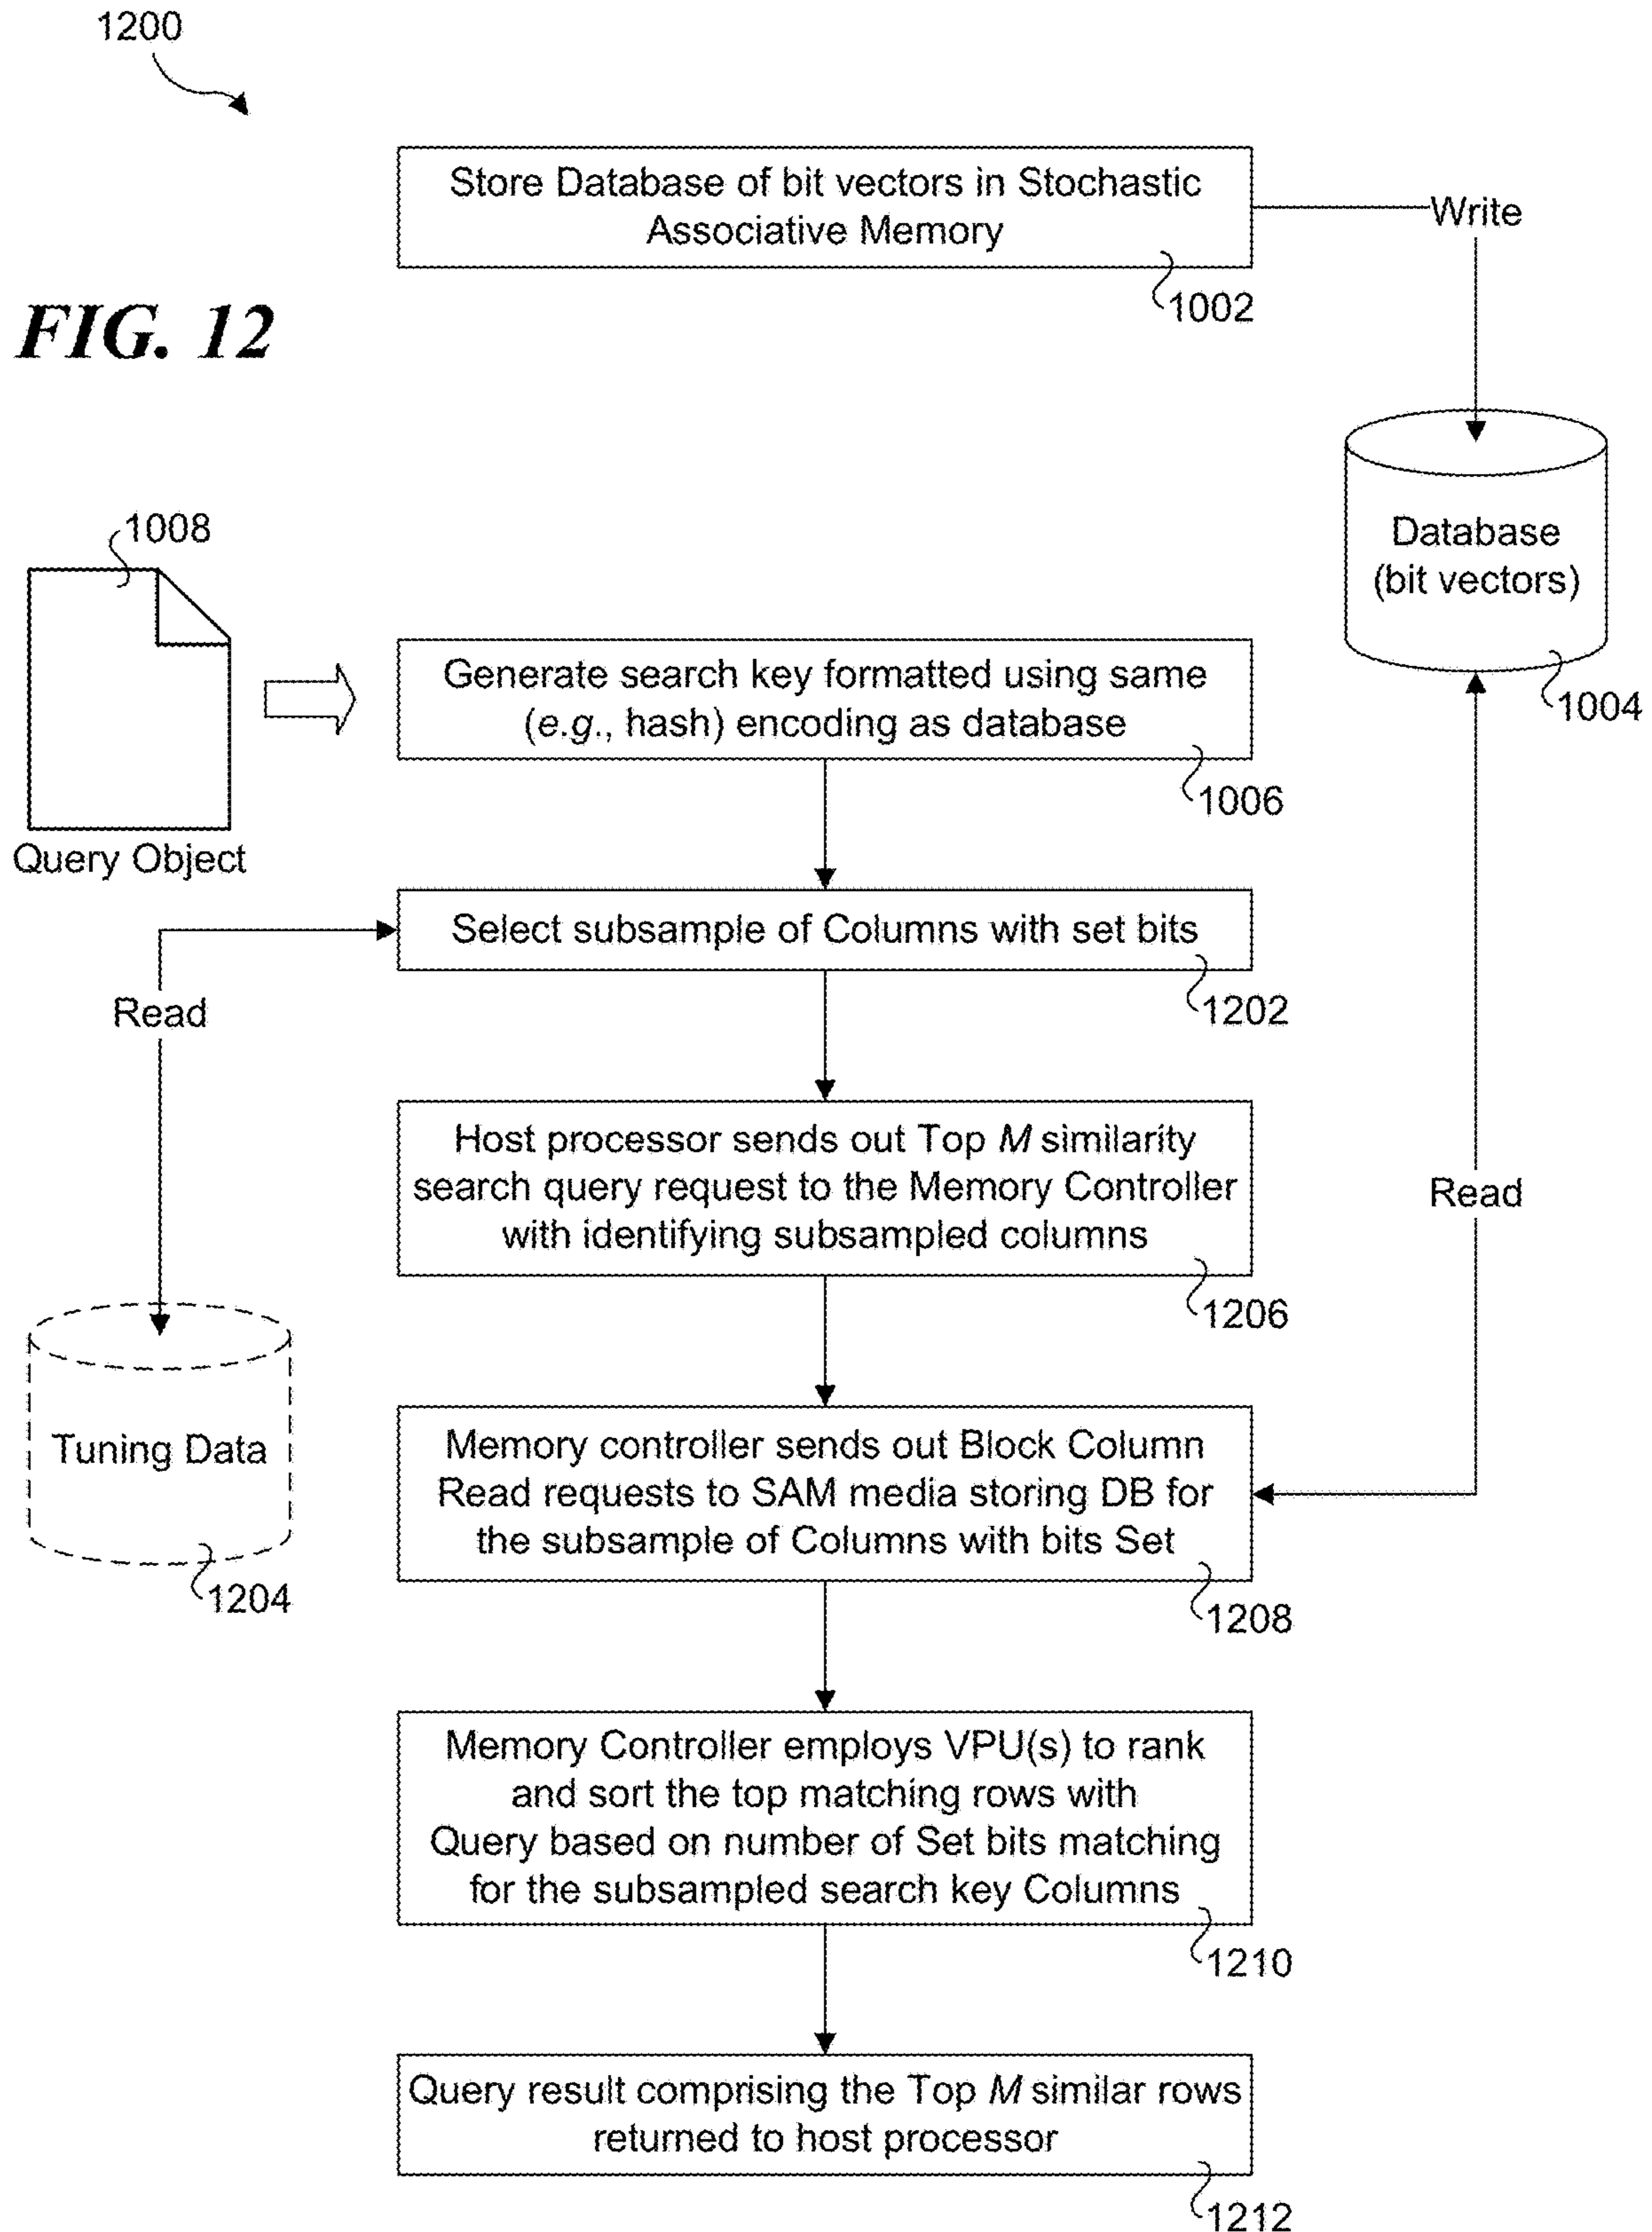 1200
Store Database of bit vectors in Stochastic
Associative Memory
Write
1002
FIG. 12
1008
Database
(bit vectors)
1004
Generate search key formatted using same
(e.g., hash) encoding as database
1006
Query Object
Select subsample of Columns with set bits
1202
Read
Host processor sends out Top M similarity
search query request to the Memory Controller
with identifying subsampled columns
1206
Read
Tuning Data
1204
Memory controller sends out Block Column
Read requests to SAM media storing DB for
the subsample of Columns with bits Set
1208
Memory Controller employs VPU(s) to rank
and sort the top matching rows with
Query based on number of Set bits matching
for the subsampled search key Columns
1210
Query result comprising the Top M similar rows
returned to host processor
1212